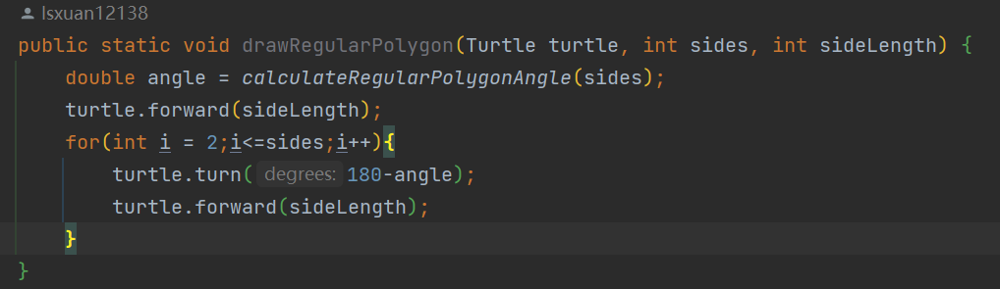 lsxuan12138
public static void drawRegularPolygon(Turtle turtle, int sides, int sideLength) {
    double angle = calculateRegularPolygonAngle(sides);
    turtle.forward(sideLength);
    for(int i = 2;i<=sides;i++){
        turtle.turn( degrees: 180-angle);
        turtle.forward(sideLength);
    }
}